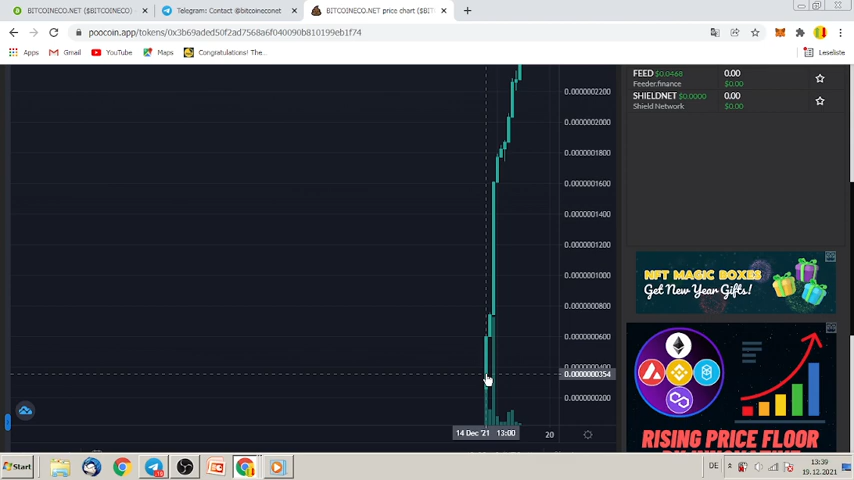 BITCOINECO.NET ($BITCOINECO)
Telegram: Contact @bitcoineconet
BITCOINECO.NET price chart ($BIT
poocoin.app/tokens/0x3b69aded50f2ad7568a6f040090b810199eb1f74
Apps
Gmail
YouTube
Maps
Congratulations! The...
Leseliste
FEED $0.0468 0.00
Feeder.finance $0.00
SHIELDNET $0.0000 0.00
Shield Network $0.00
0.0000002200
0.0000002000
0.0000001800
0.0000001600
0.0000001400
0.0000001200
0.0000001000
0.0000000800
0.0000000600
0.0000000354
0.0000000200
14 Dec '21 13:00
20
NFT MAGIC BOXES
Get New Year Gifts!
RISING PRICE FLOOR
Start
DE
13:39
19.12.2021